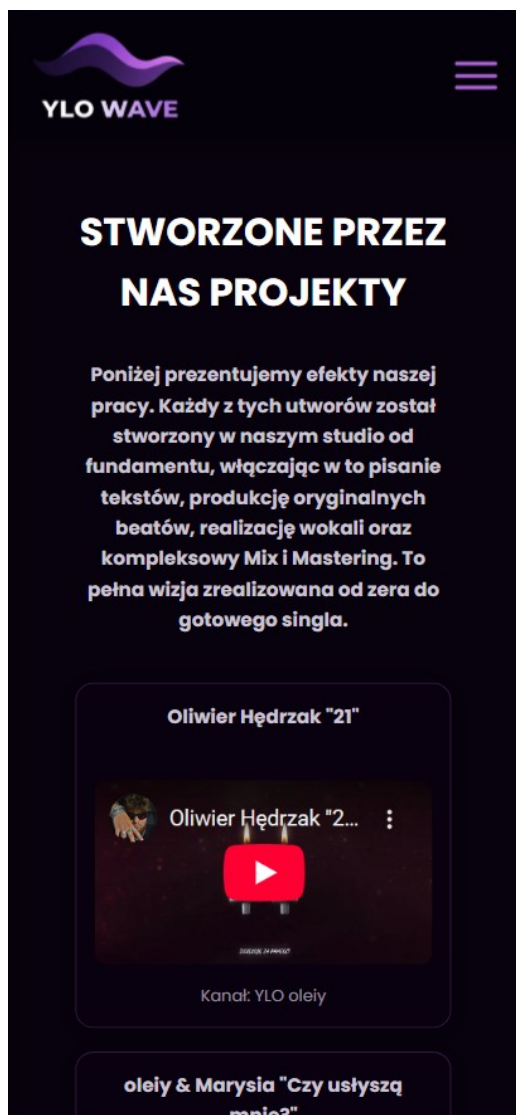 YLO WAVE
STWORZONE PRZEZ
NAS PROJEKTY
Poniżej prezentujemy efekty naszej
pracy. Każdy z tych utworów został
stworzony w naszym studio od
fundamentu, włączając w to pisanie
tekstów, produkcję oryginalnych
beatów, realizację wokali oraz
kompleksowy Mix i Mastering. To
pełna wizja zrealizowana od zera do
gotowego singla.
Oliwier Hędrzak "21"
Oliwier Hędrzak "2...
Kanał: YLO oleiy
oleiy & Marysia "Czy usłyszą
mnie?"